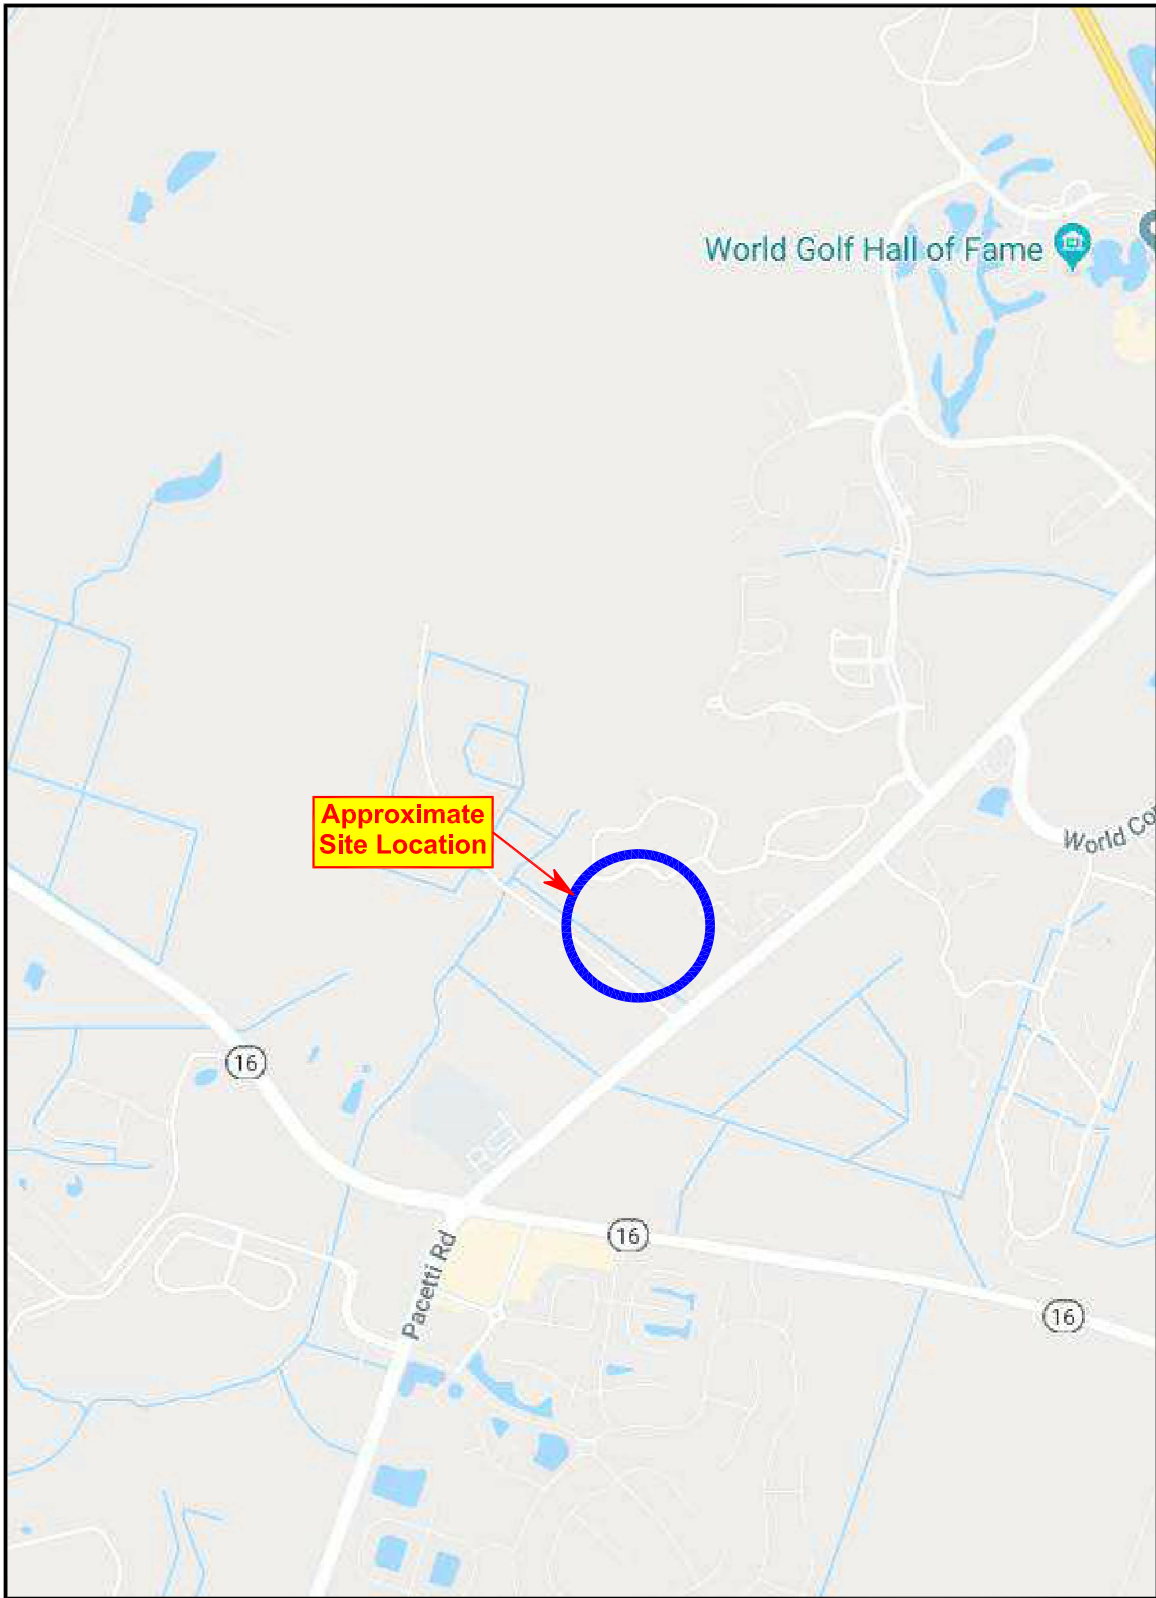 World Golf Hall of Fame
Approximate
Site Location
World Co
16
16
16
Pacetti Rd